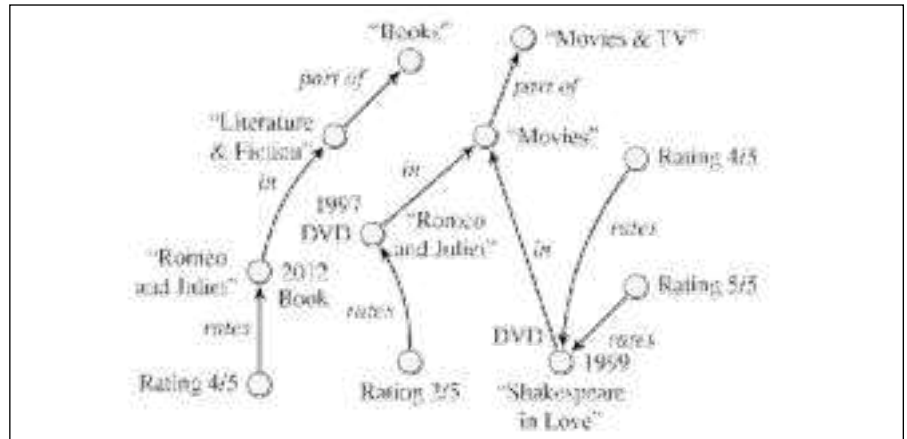 "Books"
"Movies & TV"
part of
part of
"Literature
& Fiction"
"Movies"
Rating 4/5
in
in
1997
DVD
"Romeo
and Juliet"
rates
in
"Romeo
and Juliet"
2012
Book
Rating 5/5
rates
rates
DVD
rates
1999
Rating 4/5
Rating
"Shakespeare
in Love"